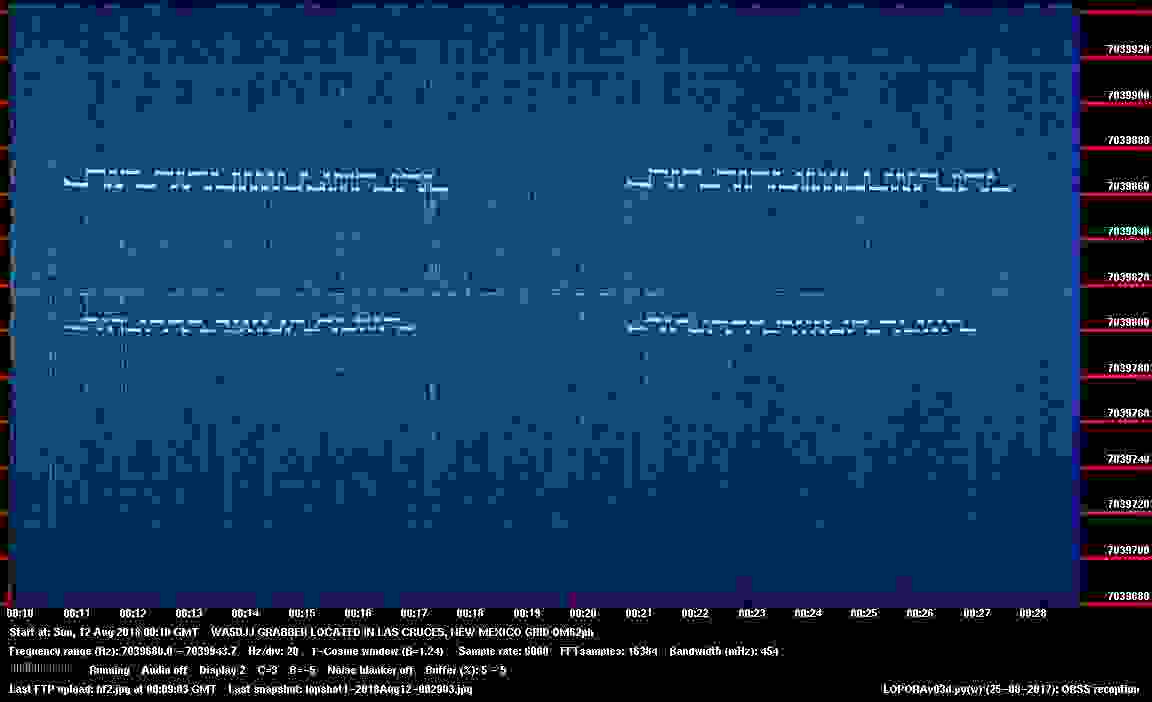 7039920
7039900
7039880
7039860
7039840
7039820
7039800
7039780
7039760
7039740
7039720
7039700
7039680
00:10 00:11 00:12 00:13 00:14 00:15 00:16 00:17 00:18 00:19 00:20 00:21 00:22 00:23 00:24 00:25 00:26 00:27 00:28
Start at: Sun, 12 Aug 2018 00:10 GMT WA5DJJ GRABBER LOCATED IN LAS CRUCES, NEW MEXICO GRID DM62ph
Frequency range (Hz): 7039680.0 - 7039943.7 Hz/div: 20 F-Cosine window (B=1.24) Sample rate: 6000 FFTsamples: 16384 Bandwidth (mHz): 454
Running Audio off Display 2 C=3 B=-5 Noise blanker off Buffer (%): 5 - 5
Last FTP upload: hf2.jpg at 00:09:03 GMT Last snapshot: lopshot1-2018Aug12-002903.jpg
LOPORAv03d.py(w) (25-08-2017): QRSS reception